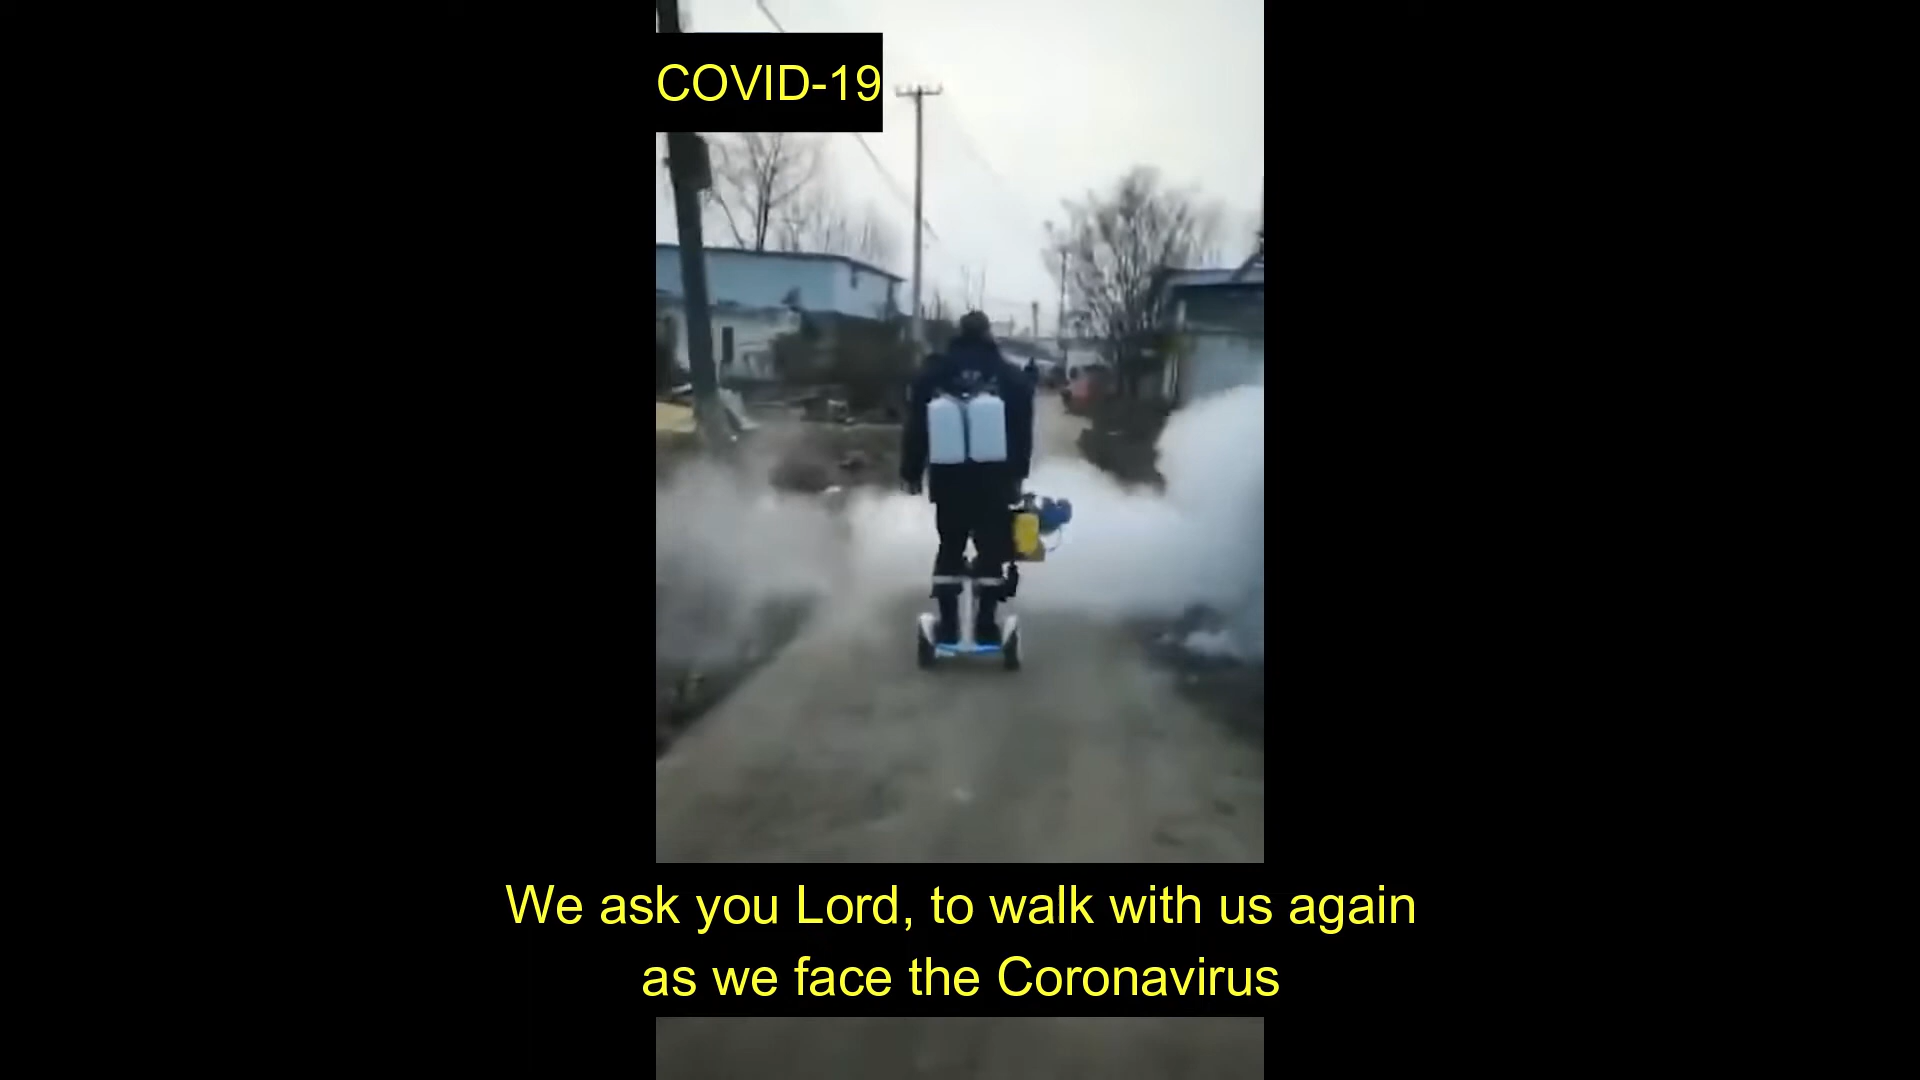 COVID-19
We ask you Lord, to walk with us again
as we face the Coronavirus